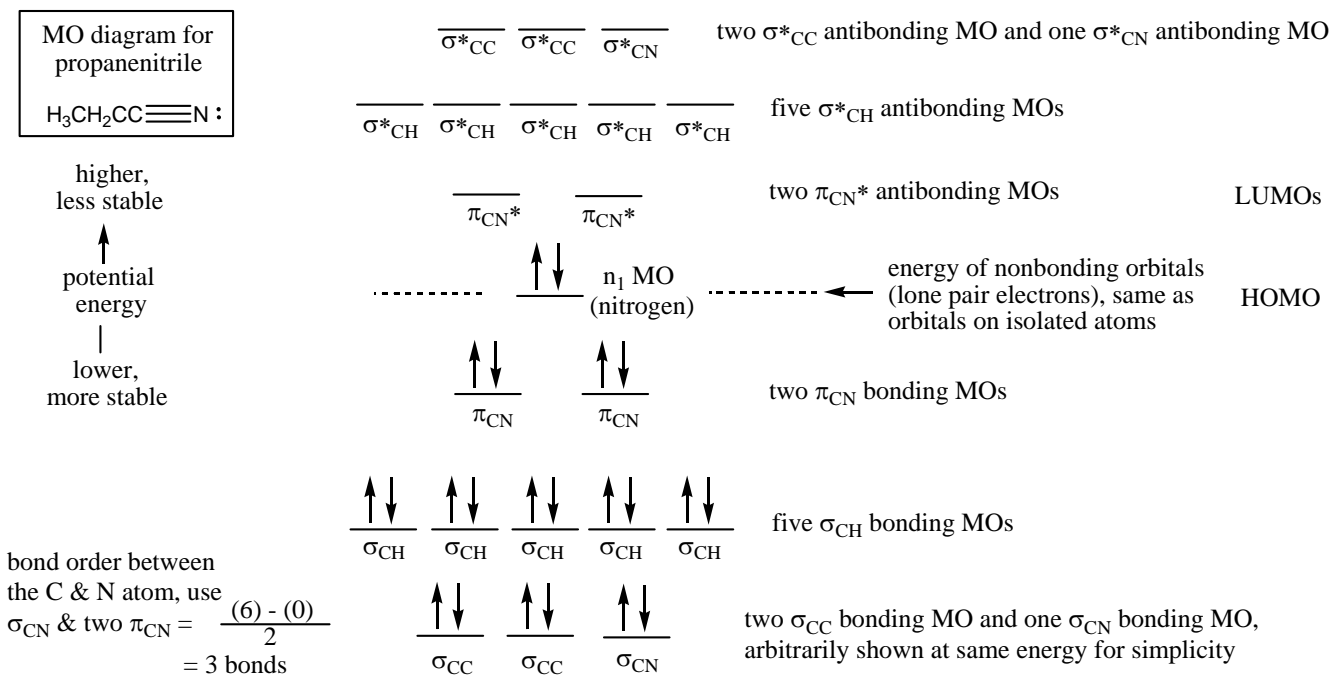 MO diagram for
propanenitrile
H₃CH₂CC≡N:
σ*CC σ*CC σ*CN two σ*CC antibonding MO and one σ*CN antibonding MO
σ*CH σ*CH σ*CH σ*CH σ*CH five σ*CH antibonding MOs
higher,
less stable
πCN* πCN* two πCN* antibonding MOs LUMOs
potential
energy
n₁ MO
(nitrogen)
energy of nonbonding orbitals
(lone pair electrons), same as
orbitals on isolated atoms
HOMO
lower,
more stable
πCN πCN two πCN bonding MOs
σCH σCH σCH σCH σCH five σCH bonding MOs
bond order between
the C & N atom, use
σCN & two πCN = (6) - (0)
2
= 3 bonds
σCC σCC σCN
two σCC bonding MO and one σCN bonding MO,
arbitrarily shown at same energy for simplicity